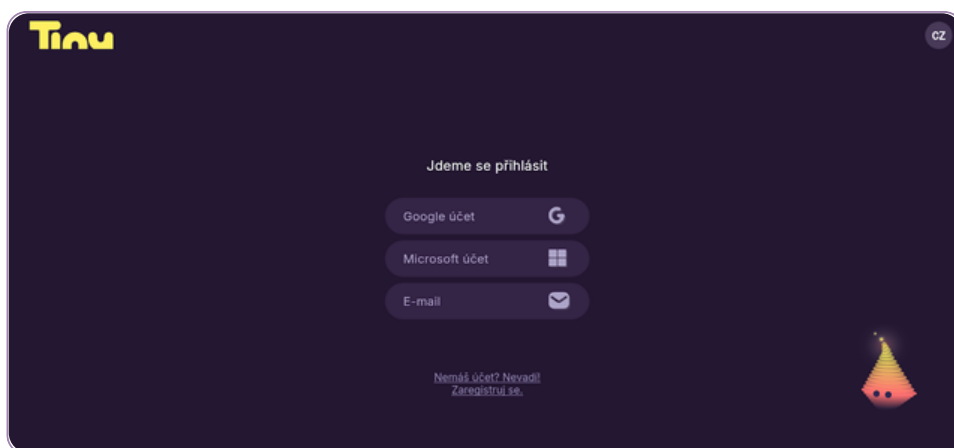 Tinu
CZ
Jdeme se přihlásit
Google účet
Microsoft účet
E-mail
Nemáš účet? Nevadí!
Zaregistruj se.